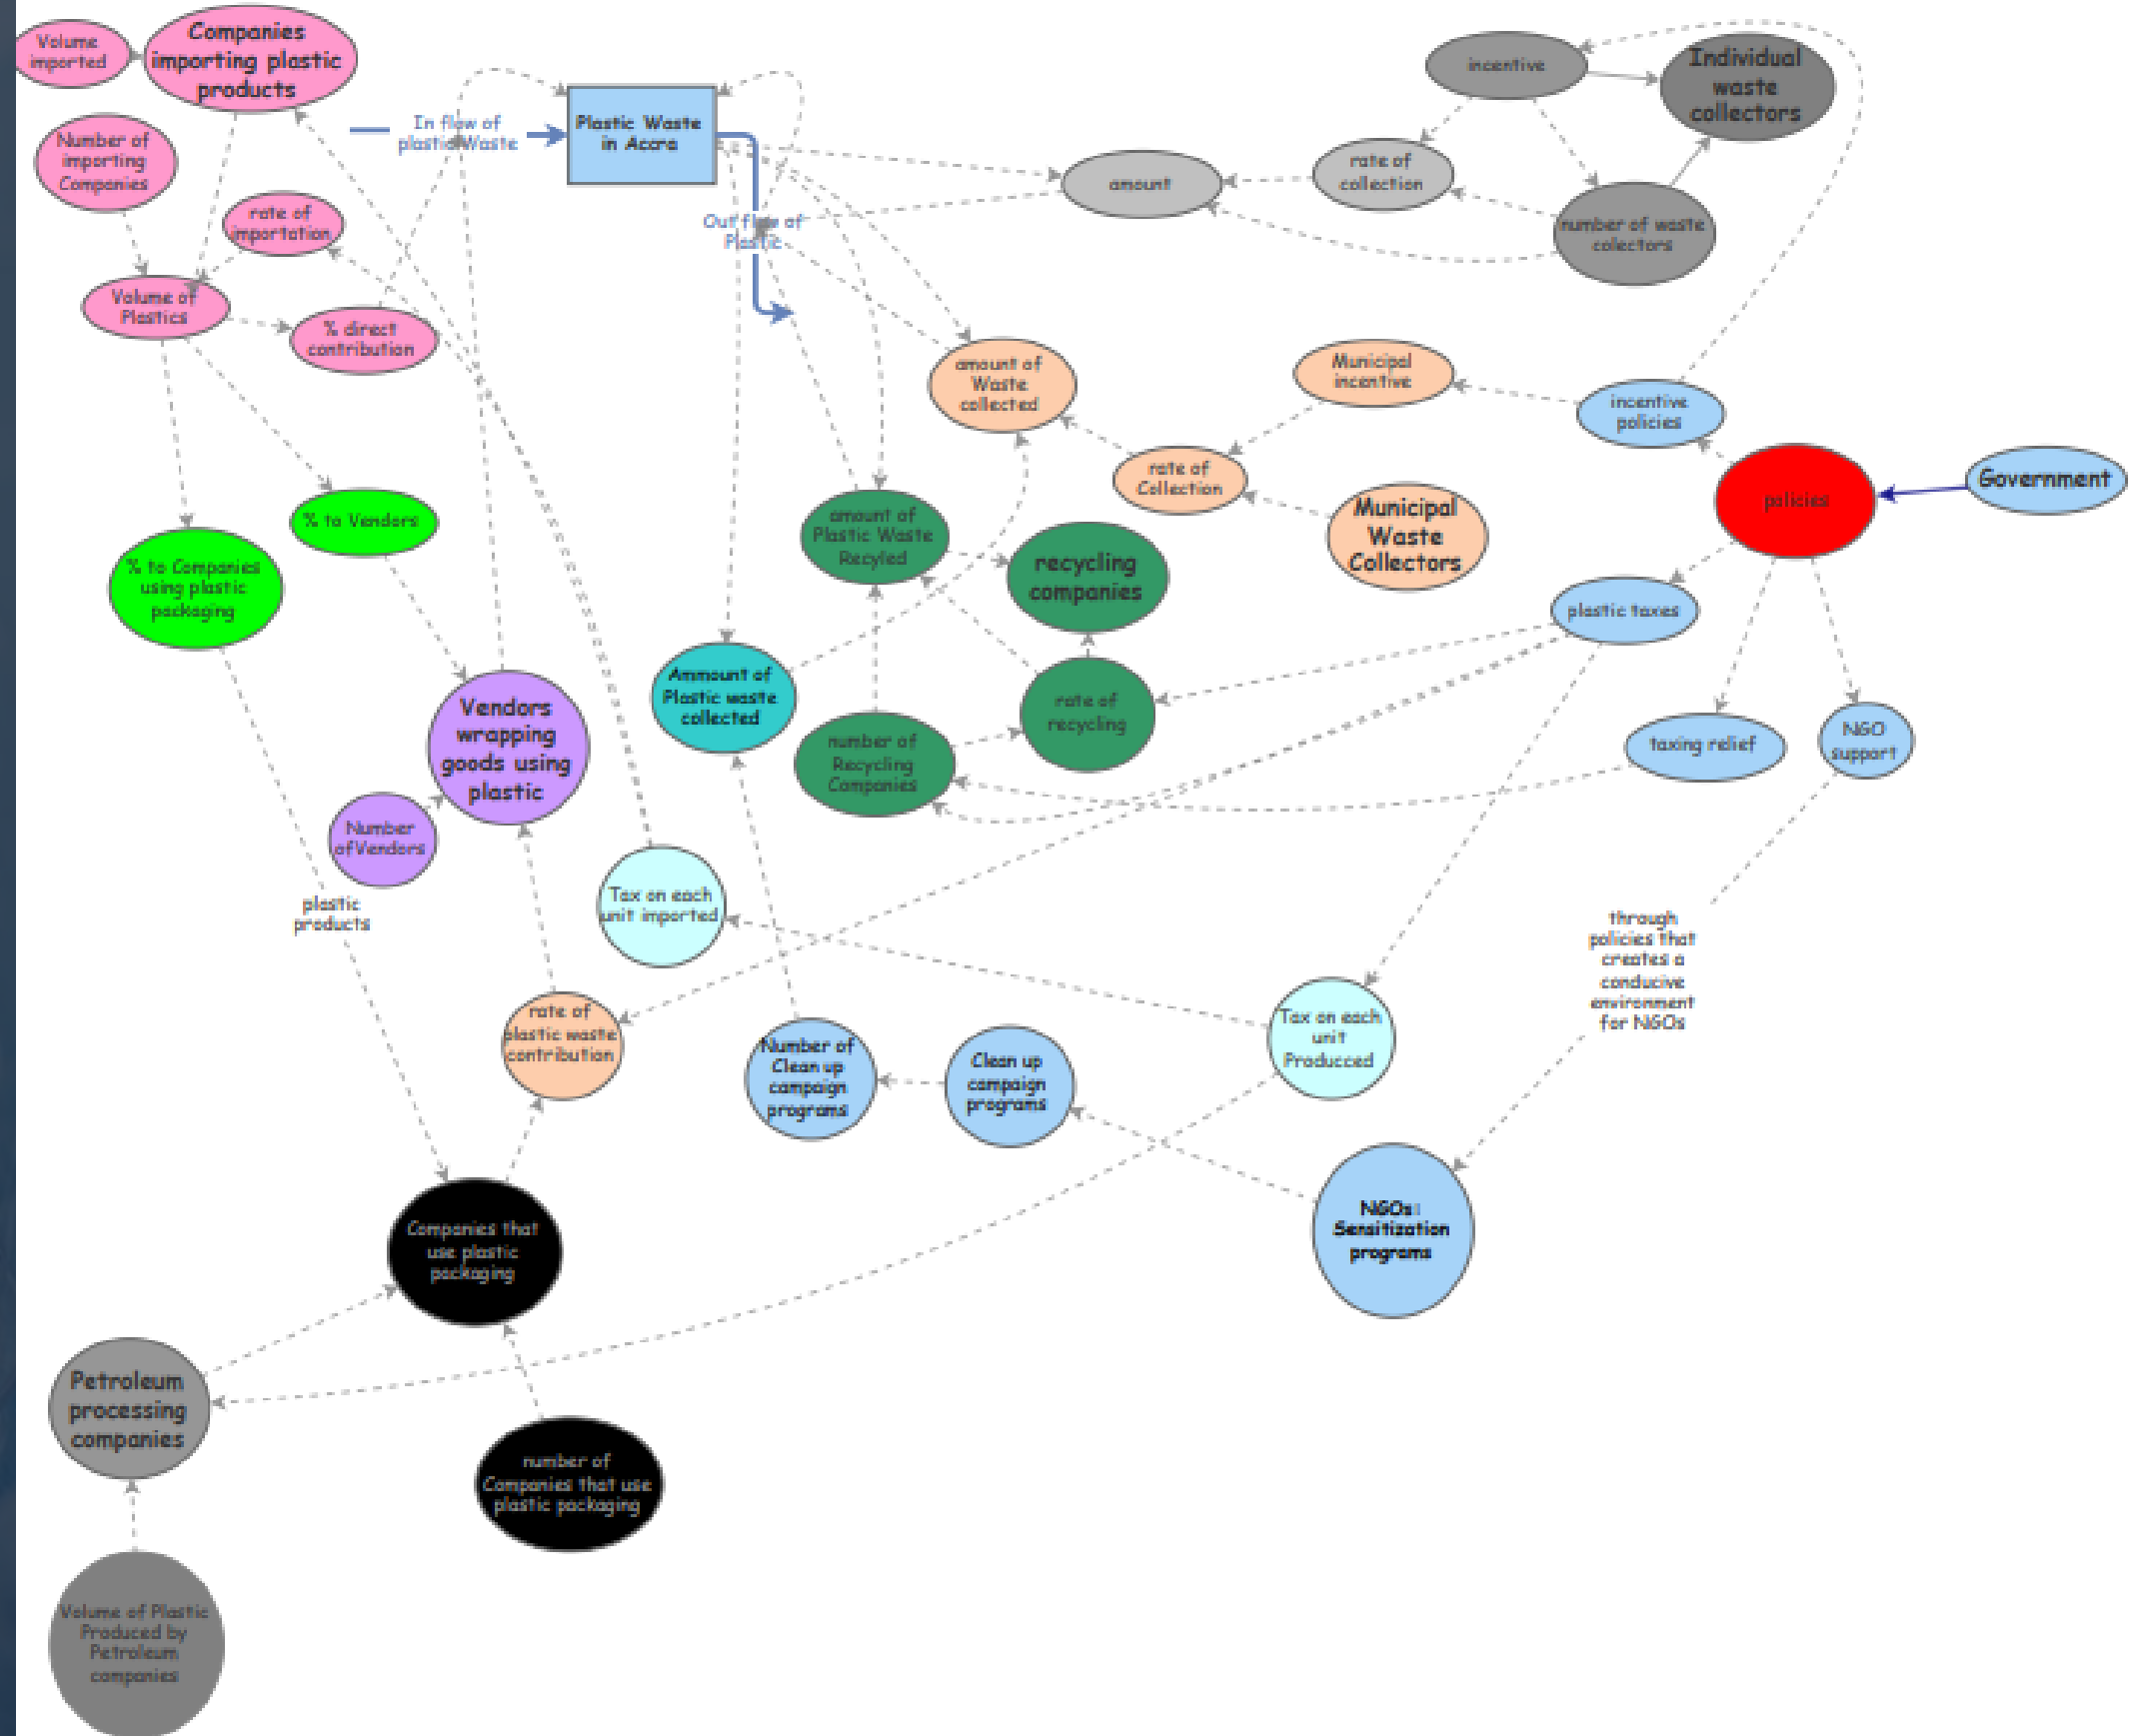 Volume
imported
Companies
importing plastic
products
Number of
importing
Companies
rate of
importation
Volume of
Plastics
% direct
contribution
In flow of
plastic Waste
Plastic Waste
in Accra
Out flow of
Plastic
incentive
Individual
waste
collectors
rate of
collection
amount
number of waste
colectors
amount of
Waste
collected
Municipal
incentive
incentive
policies
rate of
Collection
Municipal
Waste
Collectors
policies
Government
% to Vendors
% to Companies
using plastic
packaging
amount of
Plastic Waste
Recyled
recycling
companies
plastic taxes
Vendors
wrapping
goods using
plastic
Ammount of
Plastic waste
collected
number of
Recycling
Companies
rate of
recycling
taxing relief
NGO
support
Number
ofVendors
plastic
products
Tax on each
unit imported
through
policies that
creates a
conducive
environment
for NGOs
rate of
plastic waste
contribution
Number of
Clean up
campaign
programs
Clean up
campaign
programs
Tax on each
unit
Producced
Companies that
use plastic
packaging
NGOs:
Sensitization
programs
Petroleum
processing
companies
number of
Companies that use
plastic packaging
Volume of Plastic
Produced by
Petroleum
companies